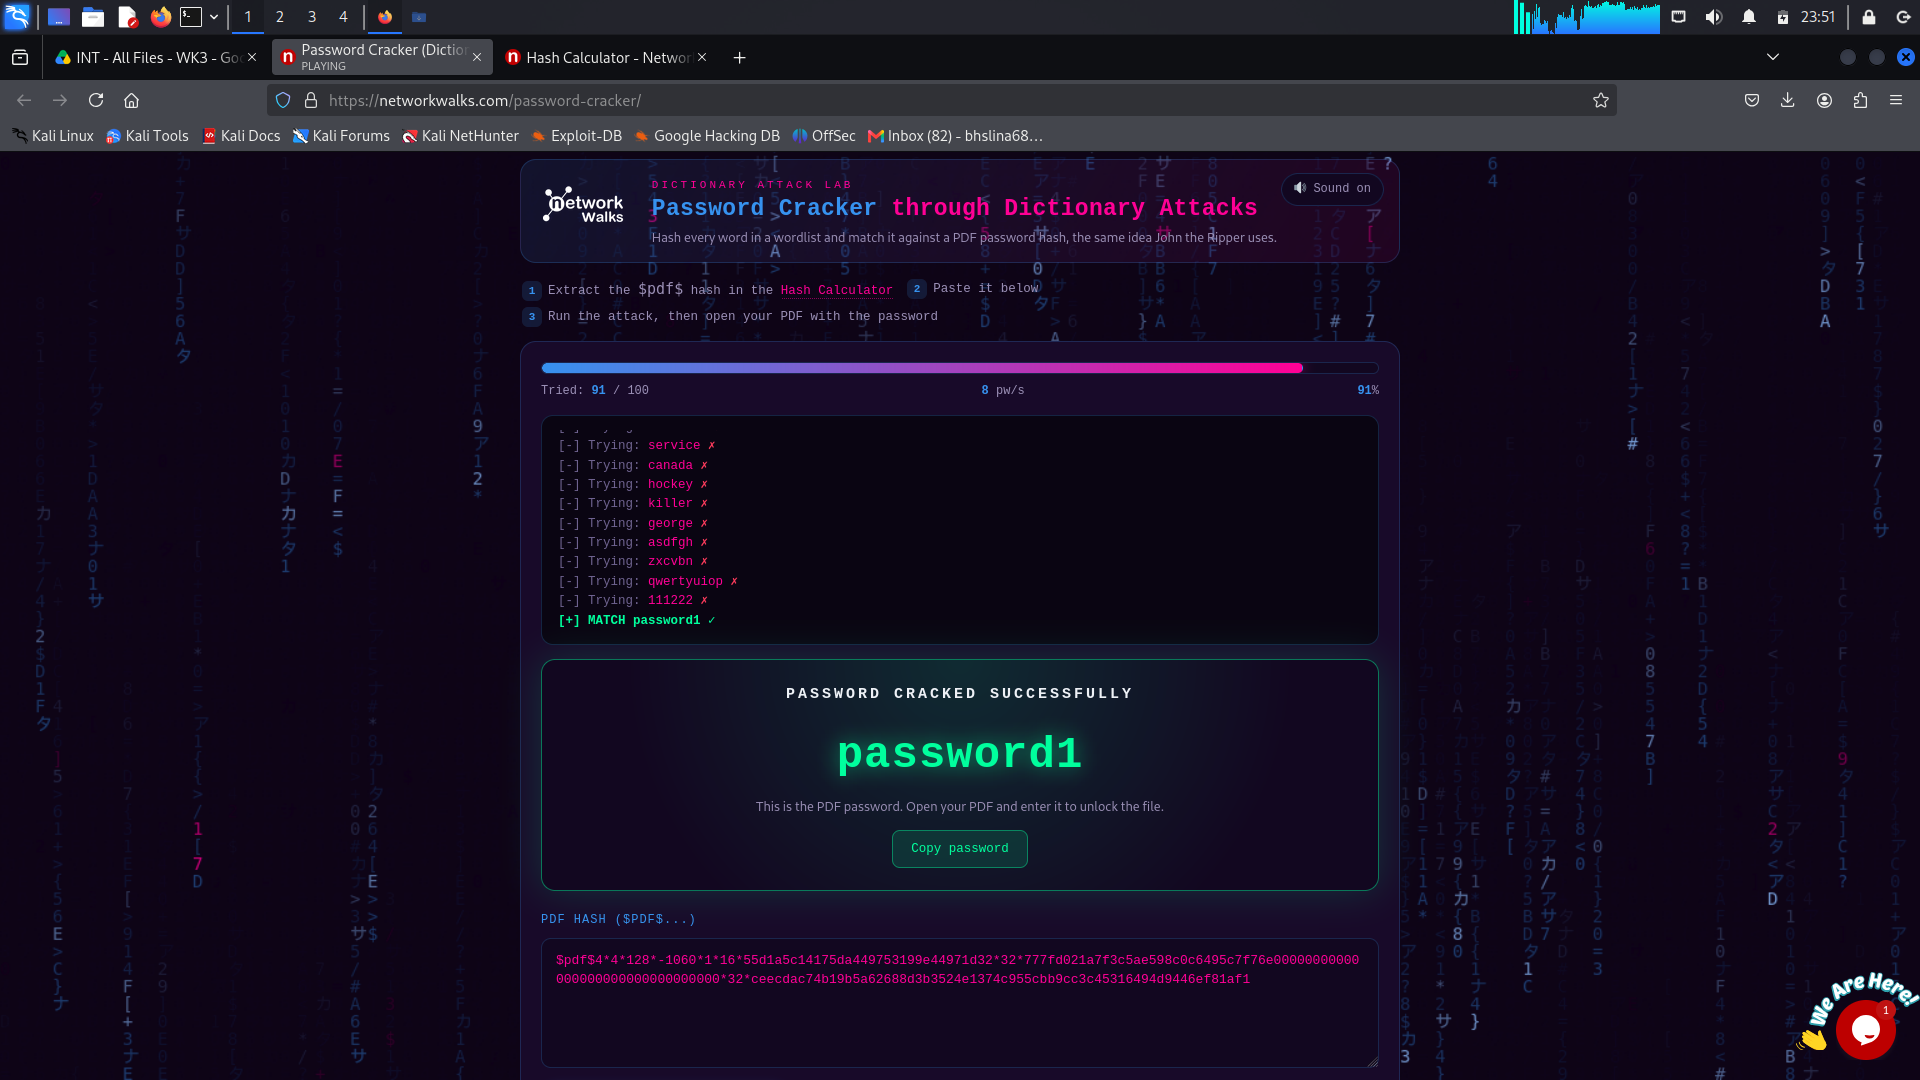 1 2 3 4 23:51
INT - All Files - WK3 - Goo
Password Cracker (Diction
PLAYING
Hash Calculator - Networ
https://networkwalks.com/password-cracker/
Kali Linux Kali Tools Kali Docs Kali Forums Kali NetHunter Exploit-DB Google Hacking DB OffSec Inbox (82) - bhslina68…
network
Walks
DICTIONARY ATTACK LAB
Password Cracker through Dictionary Attacks
Hash every word in a wordlist and match it against a PDF password hash, the same idea John the Ripper uses.
Sound on
1 Extract the $pdf$ hash in the Hash Calculator 2 Paste it below
3 Run the attack, then open your PDF with the password
Tried: 91 / 100 8 pw/s 91%
[-] Trying: service ✗
[-] Trying: canada ✗
[-] Trying: hockey ✗
[-] Trying: killer ✗
[-] Trying: george ✗
[-] Trying: asdfgh ✗
[-] Trying: zxcvbn ✗
[-] Trying: qwertyuiop ✗
[-] Trying: 111222 ✗
[+] MATCH password1 ✓
PASSWORD CRACKED SUCCESSFULLY
password1
This is the PDF password. Open your PDF and enter it to unlock the file.
Copy password
PDF HASH ($PDF$...)
$pdf$4*4*128*-1060*1*16*55d1a5c14175da449753199e44971d32*32*777fd021a7f3c5ae598c0c6495c7f76e00000000000
0000000000000000000000*32*ceecdac74b19b5a62688d3b3524e1374c955cbb9cc3c45316494d9446ef81af1
We Are Here!
1